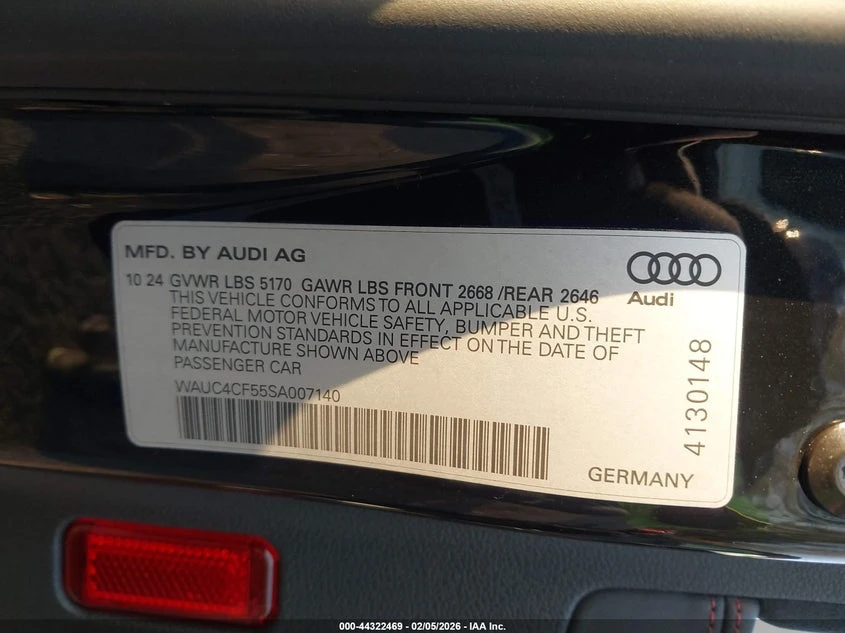 MFD. BY AUDI AG
10 24 GVWR LBS 5170 GAWR LBS FRONT 2668 /REAR 2646
THIS VEHICLE CONFORMS TO ALL APPLICABLE U.S.
FEDERAL MOTOR VEHICLE SAFETY, BUMPER AND THEFT
PREVENTION STANDARDS IN EFFECT ON THE DATE OF
MANUFACTURE SHOWN ABOVE
PASSENGER CAR
WAUC4CF55SA007140
Audi
4130148
GERMANY
000-44322469 - 02/05/2026 - IAA Inc.